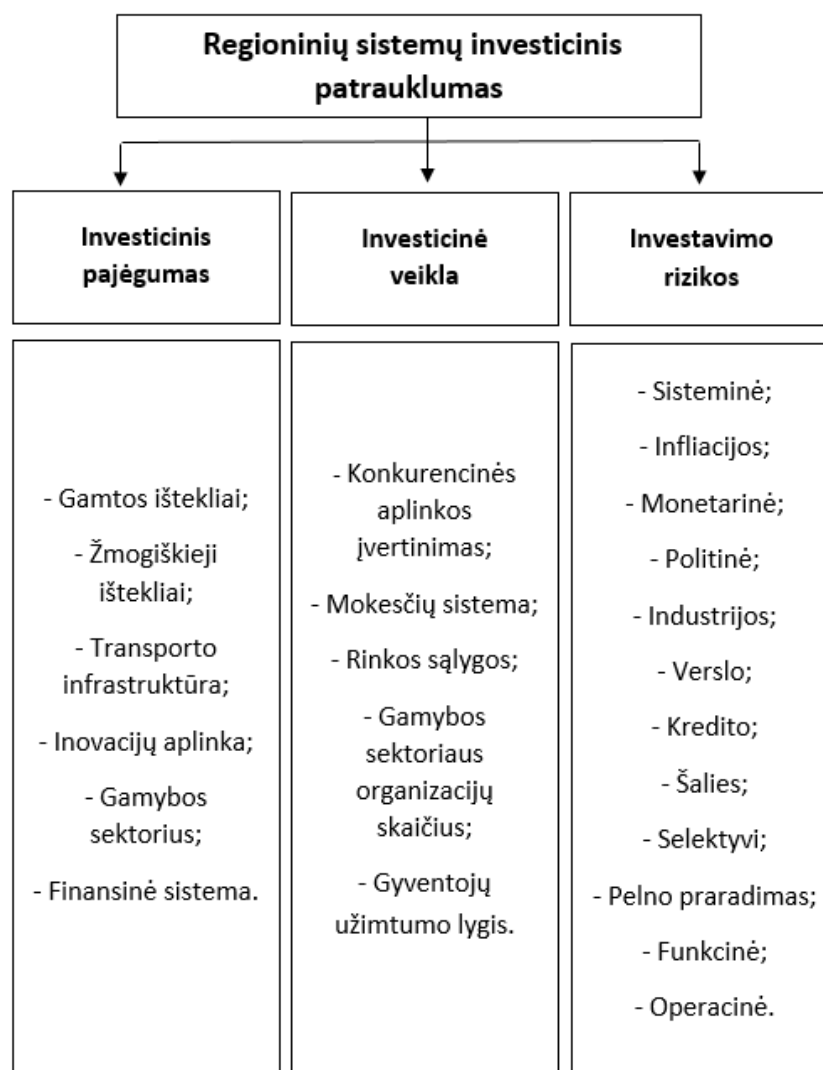 Regioninių sistemų investicinis
patrauklumas
Investicinis
pajėgumas
Investicinė
veikla
Investavimo
rizikos
- Gamtos ištekliai;
- Žmogiškieji
ištekliai;
- Transporto
infrastruktūra;
- Inovacijų aplinka;
- Gamybos
sektorius;
- Finansinė sistema.
- Konkurencinės
aplinkos
įvertinimas;
- Mokesčių sistema;
- Rinkos sąlygos;
- Gamybos
sektoriaus
organizacijų
skaičius;
- Gyventojų
užimtumo lygis.
- Sisteminė;
- Infliacijos;
- Monetarinė;
- Politinė;
- Industrijos;
- Verslo;
- Kredito;
- Šalies;
- Selektyvi;
- Pelno praradimas;
- Funkcinė;
- Operacinė.